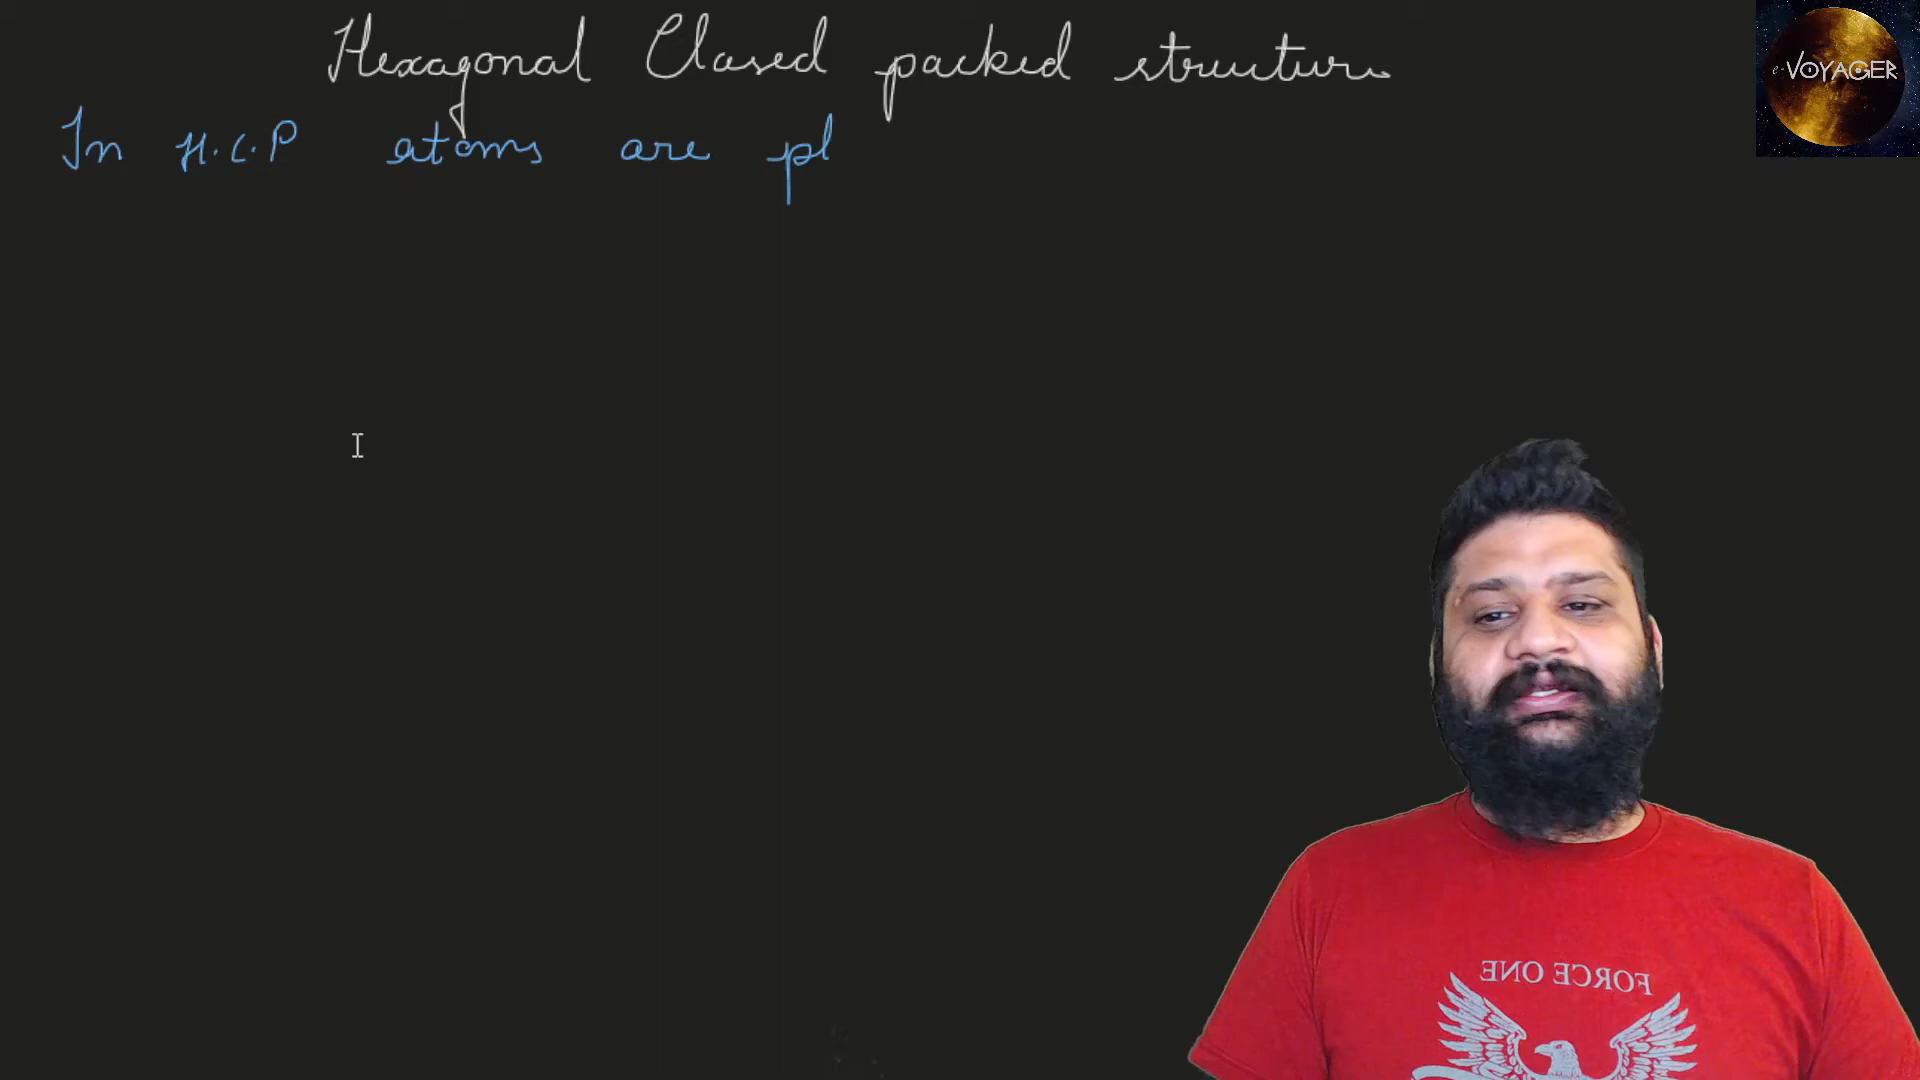 Hexagonal Closed packed structure
In H.C.P atoms are pl
e-VOYAGER
FORCE ONE